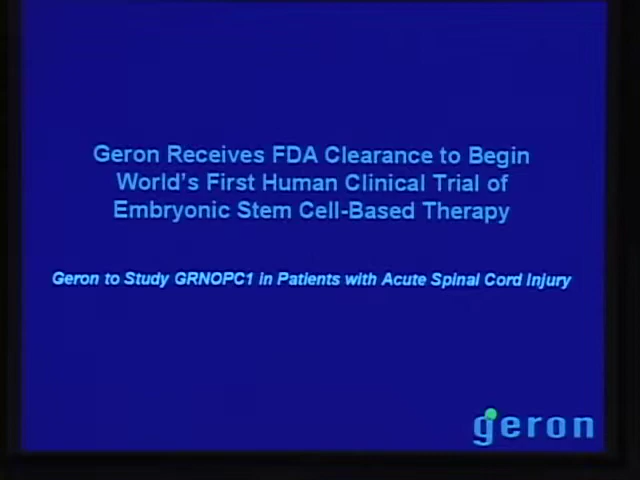 Geron Receives FDA Clearance to Begin
World's First Human Clinical Trial of
Embryonic Stem Cell-Based Therapy
Geron to Study GRNOPC1 in Patients with Acute Spinal Cord Injury
geron